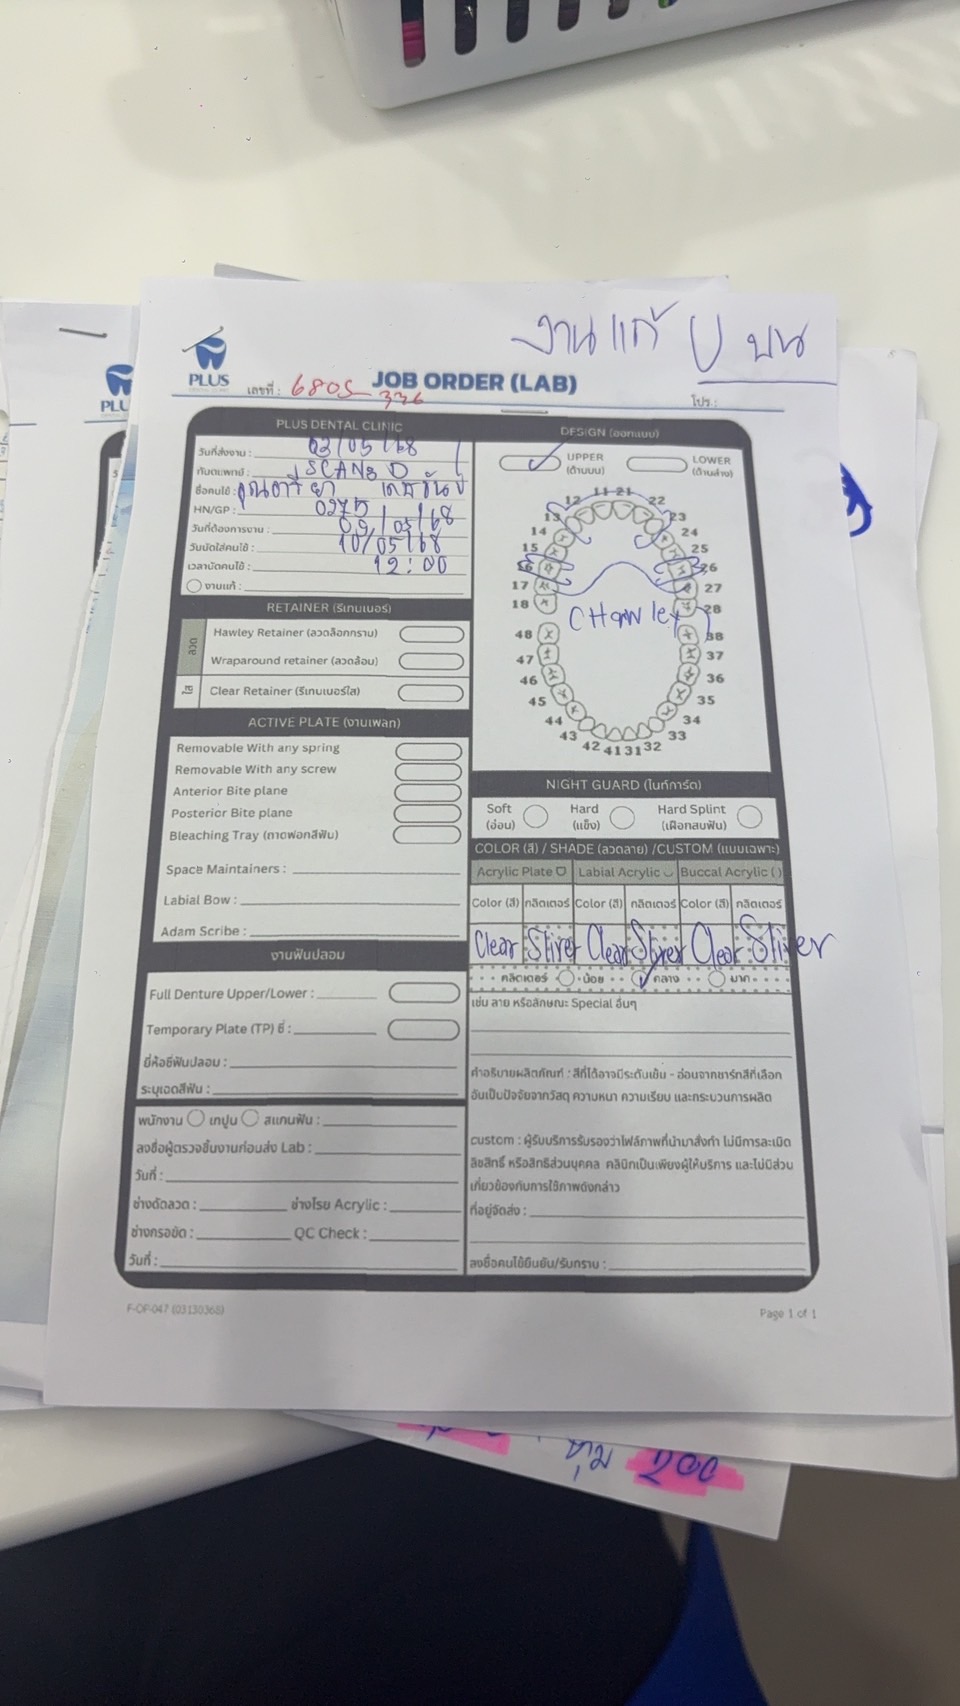 งานแก้ U บน
PLUS
เลขที่ : 6805 336
JOB ORDER (LAB)
โปร.:
PLUS DENTAL CLINIC
วันที่ส่งงาน : 03/05/68
ทันตแพทย์ : SCAN
ชื่อคนไข้ :
HN/GP : 0275
วันที่ต้องการงาน : 09/05/68
วันนัดใส่คนไข้ : 10/05/68
เวลานัดคนไข้ : 12:00
งานแก้ :
RETAINER (รีเทนเนอร์)
ลวด
Hawley Retainer (ลวดล็อกกราม)
Wraparound retainer (ลวดล้อม)
ใส
Clear Retainer (รีเทนเนอร์ใส)
ACTIVE PLATE (งานเพลท)
Removable With any spring
Removable With any screw
Anterior Bite plane
Posterior Bite plane
Bleaching Tray (ถาดฟอกสีฟัน)
Space Maintainers :
Labial Bow :
Adam Scribe :
งานฟันปลอม
Full Denture Upper/Lower :
Temporary Plate (TP) ซี่ :
ยี่ห้อซี่ฟันปลอม :
ระบุเฉดสีฟัน :
พนักงาน เทปูน สแกนฟัน :
ลงชื่อผู้ตรวจชิ้นงานก่อนส่ง Lab :
วันที่ :
ช่างดัดลวด : ช่างโรย Acrylic :
ช่างกรอขัด : QC Check :
วันที่ :
DESIGN (ออกแบบ)
UPPER (ด้านบน)
LOWER (ด้านล่าง)
11 21
12 22
13 23
14 24
15 25
16 26
17 27
18 28
CHawley
48 38
47 37
46 36
45 35
44 34
43 33
42 41 31 32
NIGHT GUARD (ไนท์การ์ด)
Soft (อ่อน)
Hard (แข็ง)
Hard Splint (เฝือกสบฟัน)
COLOR (สี) / SHADE (ลวดลาย) /CUSTOM (แบบเฉพาะ)
Acrylic Plate Labial Acrylic Buccal Acrylic ( )
Color (สี) กลิตเตอร์ Color (สี) กลิตเตอร์ Color (สี) กลิตเตอร์
Clear Sliver Clear Sliver Clear Sliver
กลิตเตอร์ น้อย กลาง มาก
เช่น ลาย หรือลักษณะ Special อื่นๆ
คำอธิบายผลิตภัณฑ์ : สีที่ได้อาจมีระดับเข้ม - อ่อนจากชาร์ทสีที่เลือก
อันเป็นปัจจัยจากวัสดุ ความหนา ความเรียบ และกระบวนการผลิต
custom : ผู้รับบริการรับรองว่าไฟล์ภาพที่นำมาสั่งทำ ไม่มีการละเมิด
ลิขสิทธิ์ หรือสิทธิส่วนบุคคล คลินิกเป็นเพียงผู้ให้บริการ และไม่มีส่วน
เกี่ยวข้องกับการใช้ภาพดังกล่าว
ที่อยู่จัดส่ง :
ลงชื่อคนไข้ยืนยัน/รับทราบ :
F-OF-047 (03130368)
Page 1 of 1
200